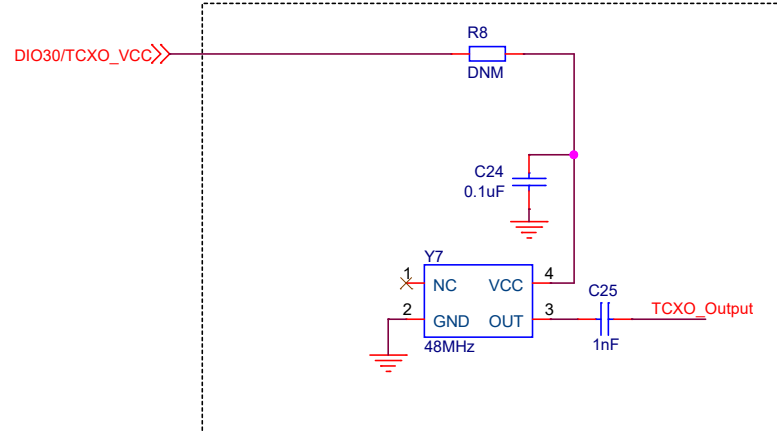 R8
DIO30/TCXO_VCC
DNM
C24
0.1uF
Y7
1 NC VCC 4
C25
2 GND OUT 3
TCXO_Output
48MHz
1nF